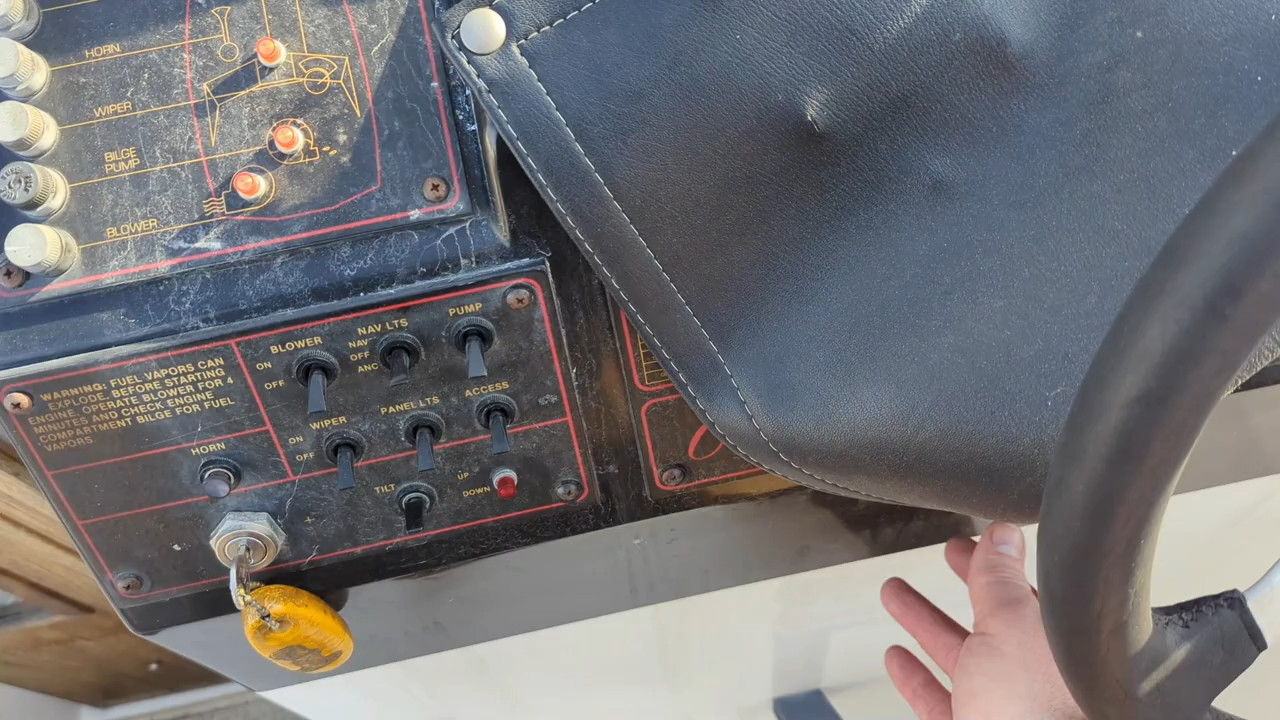 HORN
WIPER
BILGE
PUMP
BLOWER
WARNING: FUEL VAPORS CAN
EXPLODE. BEFORE STARTING
ENGINE, OPERATE BLOWER FOR 4
MINUTES AND CHECK ENGINE
COMPARTMENT BILGE FOR FUEL
VAPORS.
BLOWER
ON
OFF
NAV LTS
NAV
OFF
ANC
PUMP
HORN
WIPER
ON
OFF
PANEL LTS
ACCESS
TILT
UP
DOWN